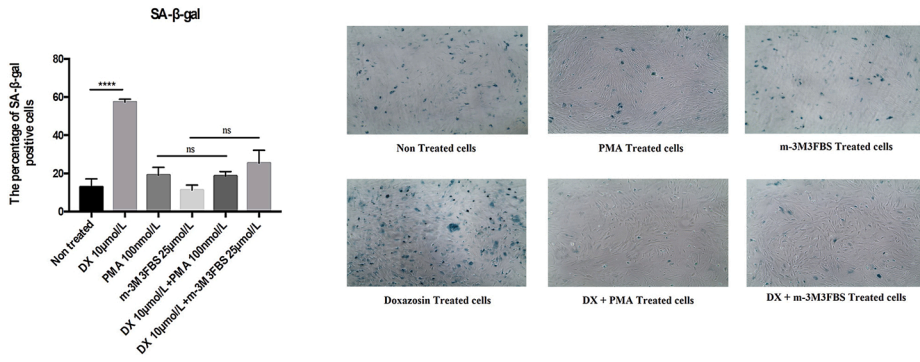 SA-β-gal
The percentage of SA-β-gal
positive cells
80
60
40
20
0
****
ns
ns
Non treated
DX 10μmol/L
PMA 100nmol/L
m-3M3FBS 25μmol/L
DX 10μmol/L+PMA 100nmol/L
DX 10μmol/L+m-3M3FBS 25μmol/L
Non Treated cells
PMA Treated cells
m-3M3FBS Treated cells
Doxazosin Treated cells
DX + PMA Treated cells
DX + m-3M3FBS Treated cells